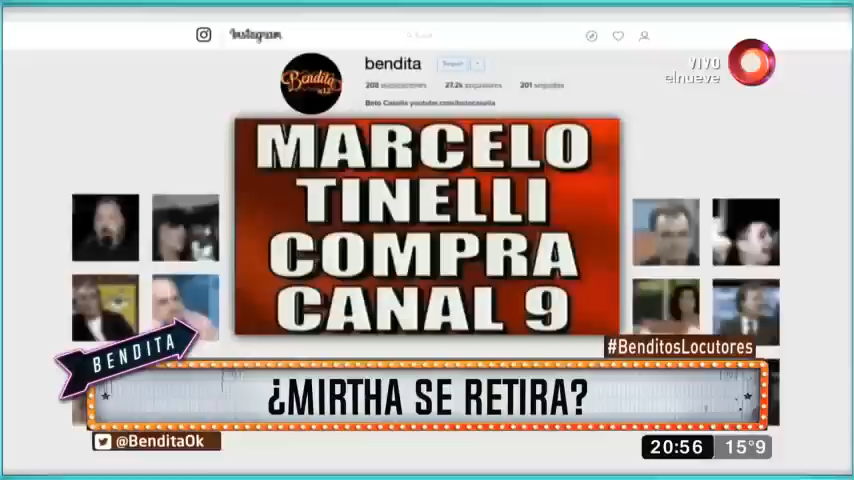 Instagram
bendita
Bendita
VIVO
elnueve
MARCELO
TINELLI
COMPRA
CANAL 9
#BenditosLocutores
BENDITA
¿MIRTHA SE RETIRA?
@BenditaOk
20:56 15°9